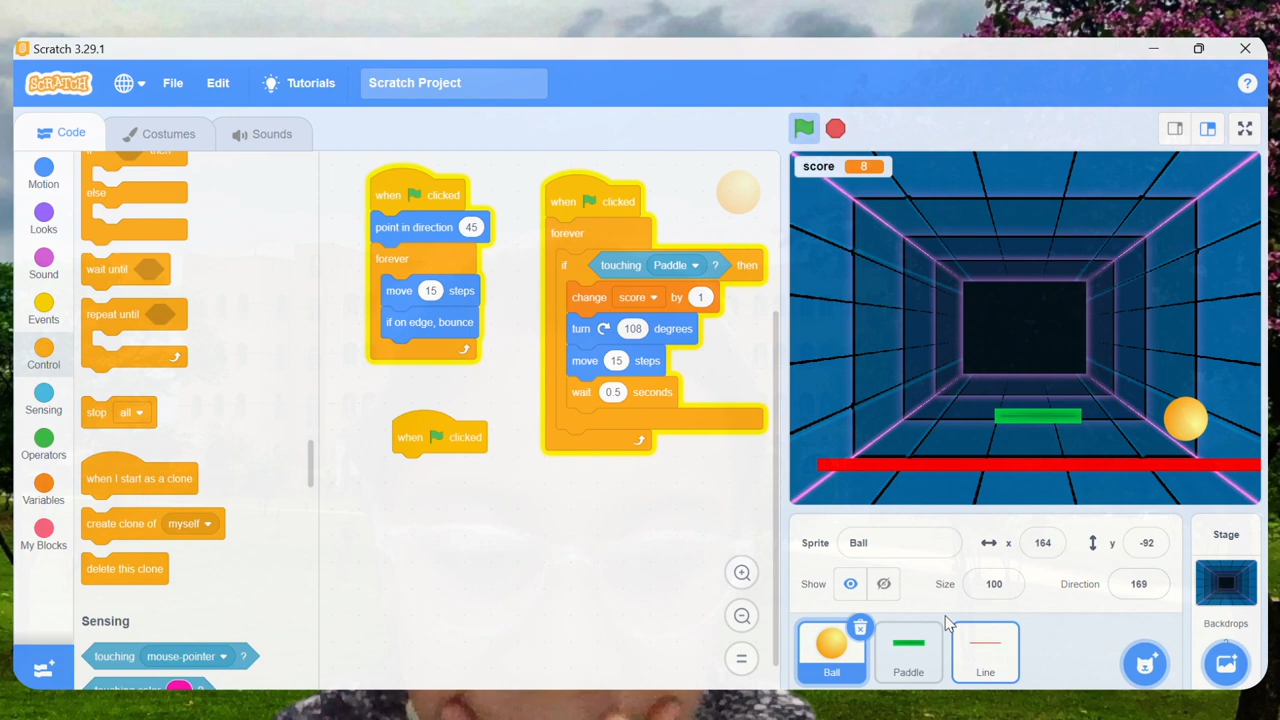 Scratch 3.29.1
SCRATCH
File
Edit
Tutorials
Scratch Project
?
Code
Costumes
Sounds
Motion
Looks
Sound
Events
Control
Sensing
Operators
Variables
My Blocks
else
wait until
repeat until
stop all
when I start as a clone
create clone of myself
delete this clone
Sensing
touching mouse-pointer ?
when clicked
point in direction 45
forever
move 15 steps
if on edge, bounce
when clicked
when clicked
forever
if touching Paddle ? then
change score by 1
turn 108 degrees
move 15 steps
wait 0.5 seconds
score 8
Sprite Ball x 164 y -92
Show Size 100 Direction 169
Ball
Paddle
Line
Stage
Backdrops